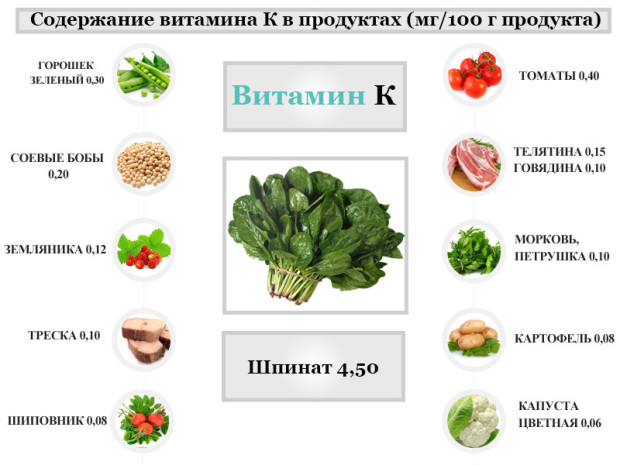 Содержание витамина К в продуктах (мг/100 г продукта)
ГОРОШЕК
ЗЕЛЕНЫЙ 0,30
СОЕВЫЕ БОБЫ
0,20
ЗЕМЛЯНИКА 0,12
ТРЕСКА 0,10
ШИПОВНИК 0,08
Витамин К
Шпинат 4,50
ТОМАТЫ 0,40
ТЕЛЯТИНА 0,15
ГОВЯДИНА 0,10
МОРКОВЬ,
ПЕТРУШКА 0,10
КАРТОФЕЛЬ 0,08
КАПУСТА
ЦВЕТНАЯ 0,06